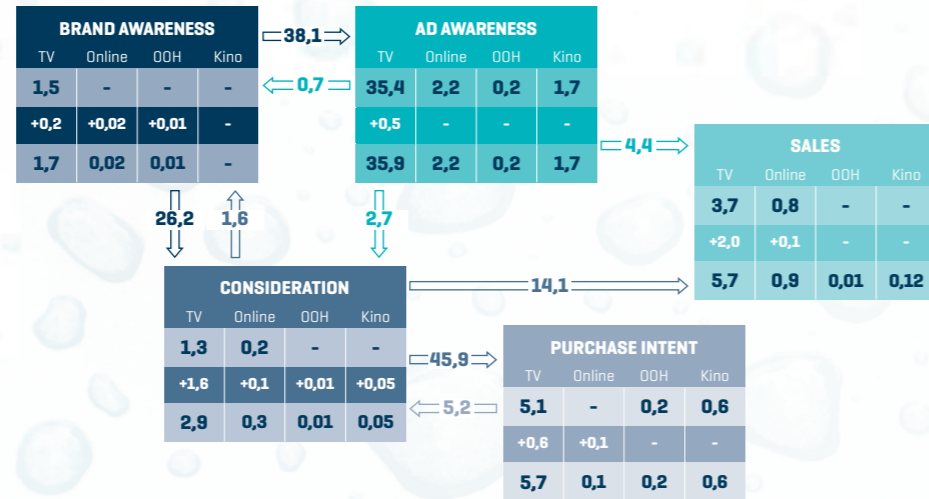 BRAND AWARENESS
TV Online OOH Kino
1,5 - - -
+0,2 +0,02 +0,01 -
1,7 0,02 0,01 -
38,1
0,7
AD AWARENESS
TV Online OOH Kino
35,4 2,2 0,2 1,7
+0,5 - - -
35,9 2,2 0,2 1,7
4,4
SALES
TV Online OOH Kino
3,7 0,8 - -
+2,0 +0,1 - -
5,7 0,9 0,01 0,12
26,2 1,6
2,7
CONSIDERATION
TV Online OOH Kino
1,3 0,2 - -
+1,6 +0,1 +0,01 +0,05
2,9 0,3 0,01 0,05
14,1
45,9
5,2
PURCHASE INTENT
TV Online OOH Kino
5,1 - 0,2 0,6
+0,6 +0,1 - -
5,7 0,1 0,2 0,6